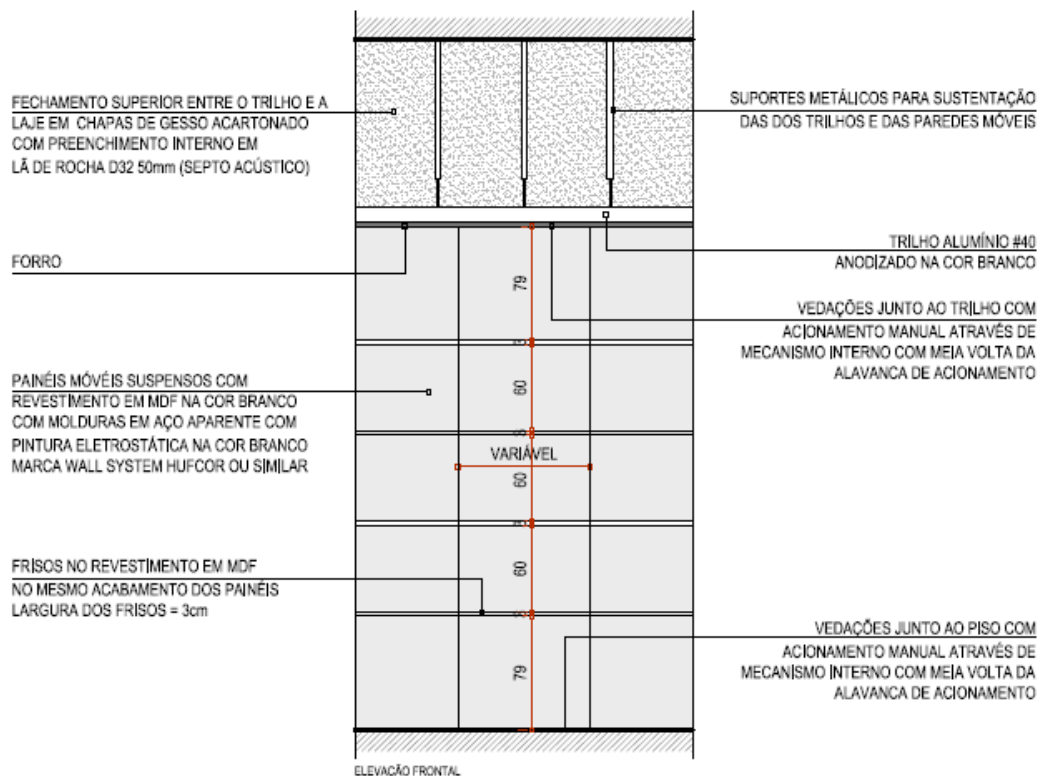 FECHAMENTO SUPERIOR ENTRE O TRILHO E A
LAJE EM CHAPAS DE GESSO ACARTONADO
COM PREENCHIMENTO INTERNO EM
LÃ DE ROCHA D32 50mm (SEPTO ACÚSTICO)
SUPORTES METÁLICOS PARA SUSTENTAÇÃO
DAS DOS TRILHOS E DAS PAREDES MÓVEIS
FORRO
TRILHO ALUMÍNIO #40
ANODIZADO NA COR BRANCO
VEDAÇÕES JUNTO AO TRILHO COM
ACIONAMENTO MANUAL ATRAVÉS DE
MECANISMO INTERNO COM MEIA VOLTA DA
ALAVANCA DE ACIONAMENTO
PAINÉIS MÓVEIS SUSPENSOS COM
REVESTIMENTO EM MDF NA COR BRANCO
COM MOLDURAS EM AÇO APARENTE COM
PINTURA ELETROSTÁTICA NA COR BRANCO
MARCA WALL SYSTEM HUFCOR OU SIMILAR
79
60
VARIÁVEL
60
60
79
FRISOS NO REVESTIMENTO EM MDF
NO MESMO ACABAMENTO DOS PAINÉIS
LARGURA DOS FRISOS = 3cm
VEDAÇÕES JUNTO AO PISO COM
ACIONAMENTO MANUAL ATRAVÉS DE
MECANISMO INTERNO COM MEIA VOLTA DA
ALAVANCA DE ACIONAMENTO
ELEVAÇÃO FRONTAL